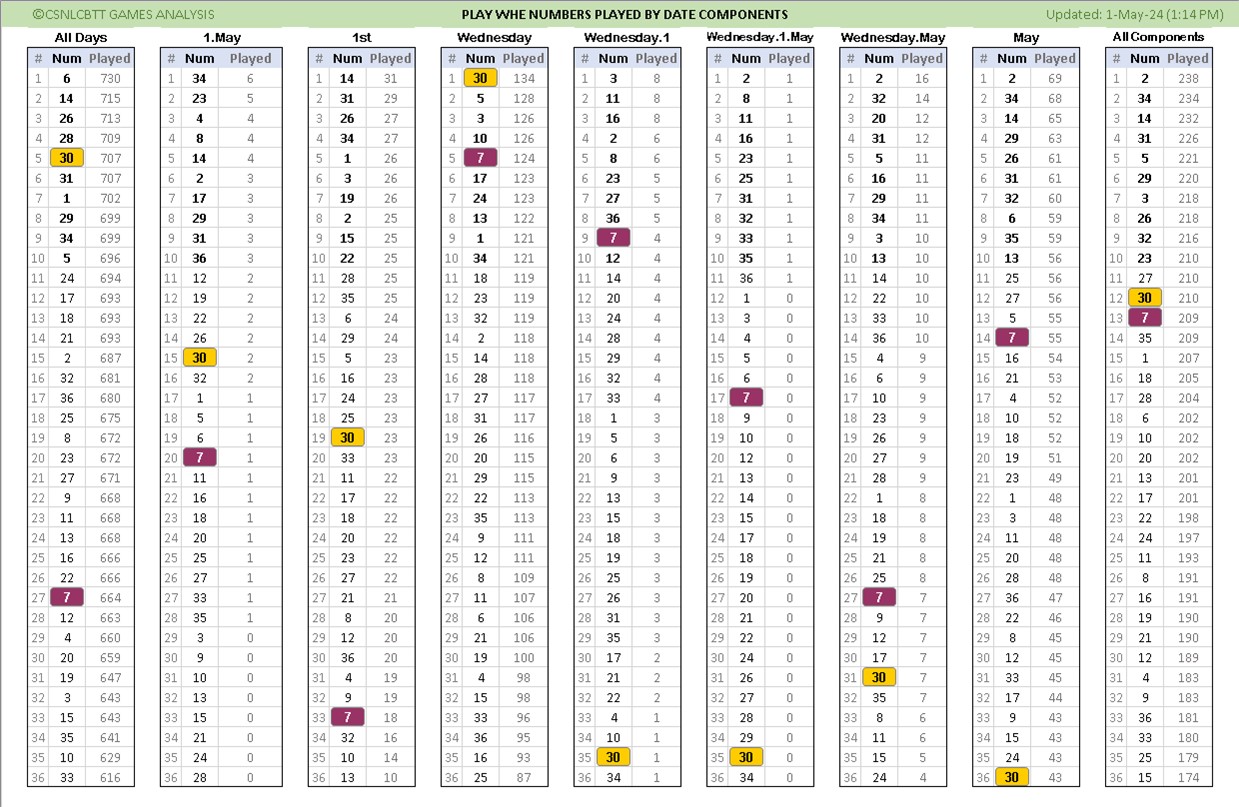 ©CSNLCBTT GAMES ANALYSIS PLAY WHE NUMBERS PLAYED BY DATE COMPONENTS Updated: 1-May-24 (1:14 PM)
All Days 1.May 1st Wednesday Wednesday.1 Wednesday.1.May Wednesday.May May All Components
# Num Played # Num Played # Num Played # Num Played # Num Played # Num Played # Num Played # Num Played # Num Played
1 6 730 1 34 6 1 14 31 1 30 134 1 3 8 1 2 1 1 2 16 1 2 69 1 2 238
2 14 715 2 23 5 2 31 29 2 5 128 2 11 8 2 8 1 2 32 14 2 34 68 2 34 234
3 26 713 3 4 4 3 26 27 3 3 126 3 16 8 3 11 1 3 20 12 3 14 65 3 14 232
4 28 709 4 8 4 4 34 27 4 10 126 4 2 6 4 16 1 4 31 12 4 29 63 4 31 226
5 30 707 5 14 4 5 1 26 5 7 124 5 8 6 5 23 1 5 5 11 5 26 61 5 5 221
6 31 707 6 2 3 6 3 26 6 17 123 6 23 5 6 25 1 6 16 11 6 31 61 6 29 220
7 1 702 7 17 3 7 19 26 7 24 123 7 27 5 7 31 1 7 29 11 7 32 60 7 3 218
8 29 699 8 29 3 8 2 25 8 13 122 8 36 5 8 32 1 8 34 11 8 6 59 8 26 218
9 34 699 9 31 3 9 15 25 9 1 121 9 7 4 9 33 1 9 3 10 9 35 59 9 32 216
10 5 696 10 36 3 10 22 25 10 34 121 10 12 4 10 35 1 10 13 10 10 13 56 10 23 210
11 24 694 11 12 2 11 28 25 11 18 119 11 14 4 11 36 1 11 14 10 11 25 56 11 27 210
12 17 693 12 19 2 12 35 25 12 23 119 12 20 4 12 1 0 12 22 10 12 27 56 12 30 210
13 18 693 13 22 2 13 6 24 13 32 119 13 24 4 13 3 0 13 33 10 13 5 55 13 7 209
14 21 693 14 26 2 14 29 24 14 2 118 14 28 4 14 4 0 14 36 10 14 7 55 14 35 209
15 2 687 15 30 2 15 5 23 15 14 118 15 29 4 15 5 0 15 4 9 15 16 54 15 1 207
16 32 681 16 32 2 16 16 23 16 28 118 16 32 4 16 6 0 16 6 9 16 21 53 16 18 205
17 36 680 17 1 1 17 24 23 17 27 117 17 33 4 17 7 0 17 10 9 17 4 52 17 28 204
18 25 675 18 5 1 18 25 23 18 31 117 18 1 3 18 9 0 18 23 9 18 10 52 18 6 202
19 8 672 19 6 1 19 30 23 19 26 116 19 5 3 19 10 0 19 26 9 19 18 52 19 10 202
20 23 672 20 7 1 20 33 23 20 20 115 20 6 3 20 12 0 20 27 9 20 19 51 20 20 202
21 27 671 21 11 1 21 11 22 21 29 115 21 9 3 21 13 0 21 28 9 21 23 49 21 13 201
22 9 668 22 16 1 22 17 22 22 22 113 22 13 3 22 14 0 22 1 8 22 1 48 22 17 201
23 11 668 23 18 1 23 18 22 23 35 113 23 15 3 23 15 0 23 18 8 23 3 48 23 22 198
24 13 668 24 20 1 24 20 22 24 9 111 24 18 3 24 17 0 24 19 8 24 11 48 24 24 197
25 16 666 25 25 1 25 23 22 25 12 111 25 19 3 25 18 0 25 21 8 25 20 48 25 11 193
26 22 666 26 27 1 26 27 22 26 8 109 26 25 3 26 19 0 26 25 8 26 28 48 26 8 191
27 7 664 27 33 1 27 21 21 27 11 107 27 26 3 27 20 0 27 7 7 27 36 47 27 16 191
28 12 663 28 35 1 28 8 20 28 6 106 28 31 3 28 21 0 28 9 7 28 22 46 28 19 190
29 4 660 29 3 0 29 12 20 29 21 106 29 35 3 29 22 0 29 12 7 29 8 45 29 21 190
30 20 659 30 9 0 30 36 20 30 19 100 30 17 2 30 24 0 30 17 7 30 12 45 30 12 189
31 19 647 31 10 0 31 4 19 31 4 98 31 21 2 31 26 0 31 30 7 31 33 45 31 4 183
32 3 643 32 13 0 32 9 19 32 15 98 32 22 2 32 27 0 32 35 7 32 17 44 32 9 183
33 15 643 33 15 0 33 7 18 33 33 96 33 4 1 33 28 0 33 8 6 33 9 43 33 36 181
34 35 641 34 21 0 34 32 16 34 36 95 34 10 1 34 29 0 34 11 6 34 15 43 34 33 180
35 10 629 35 24 0 35 10 14 35 16 93 35 30 1 35 30 0 35 15 5 35 24 43 35 25 179
36 33 616 36 28 0 36 13 10 36 25 87 36 34 1 36 34 0 36 24 4 36 30 43 36 15 174